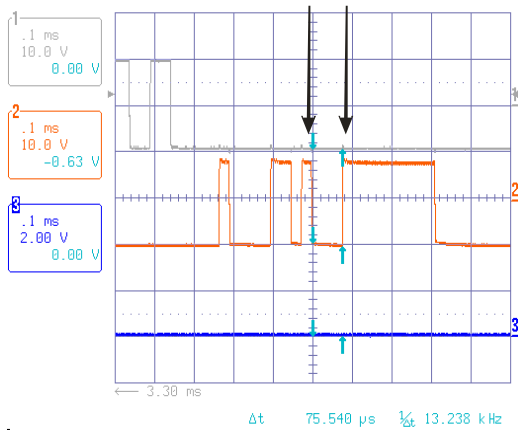 1
.1 ms
10.0 V
0.00 V
2
.1 ms
10.0 V
-0.63 V
3
.1 ms
2.00 V
0.00 V
1
2
3
← 3.30 ms
Δt 75.540 µs 1/Δt 13.238 kHz